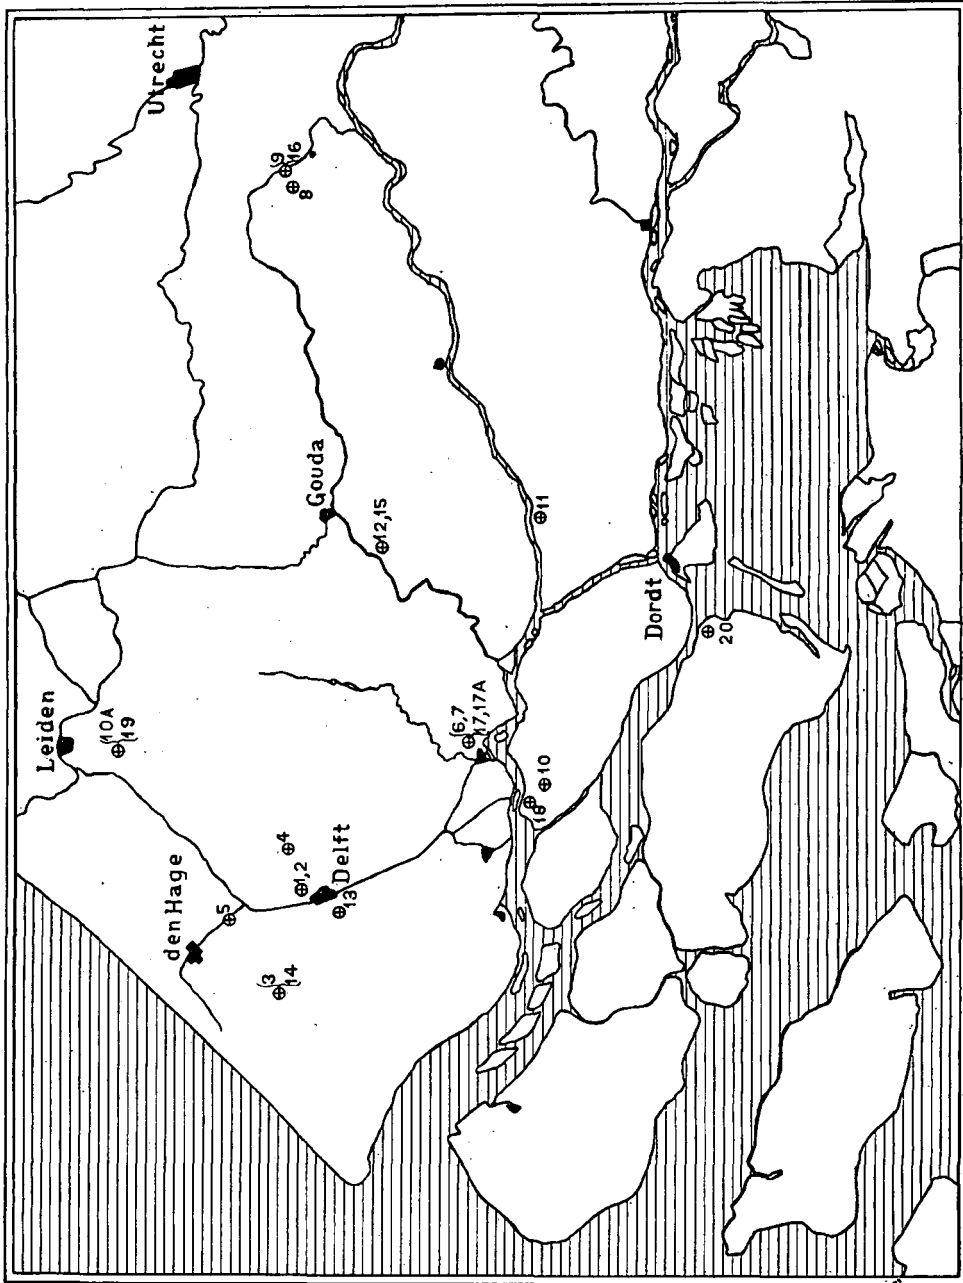 Utrecht
(9
(16
8
Gouda
12,15
11
Leiden
(10A
(19
Dordt
20
(6,7
(17,17A
10
18
4
1,2
Delft
13
den Hage
5
(3
(14